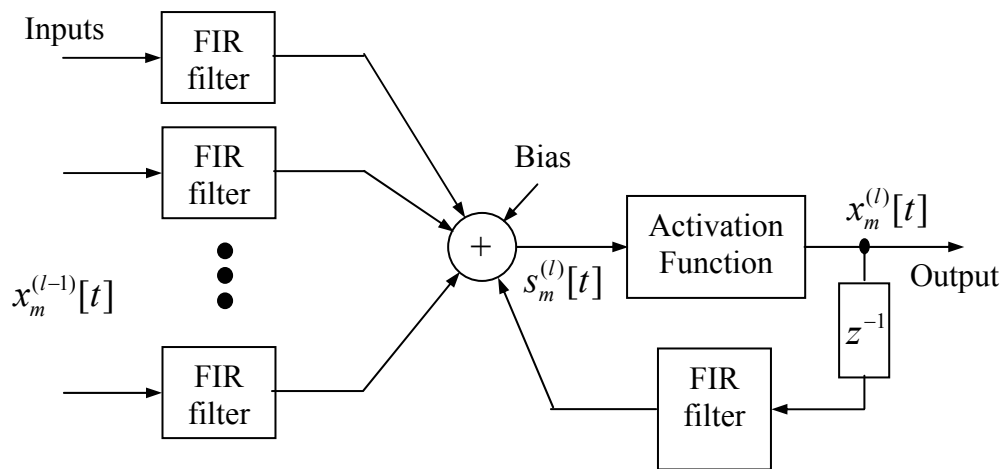 Inputs
FIR
filter
FIR
filter
Bias
x_m^{(l-1)}[t]
+
s_m^{(l)}[t]
Activation
Function
x_m^{(l)}[t]
Output
z^{-1}
FIR
filter
FIR
filter